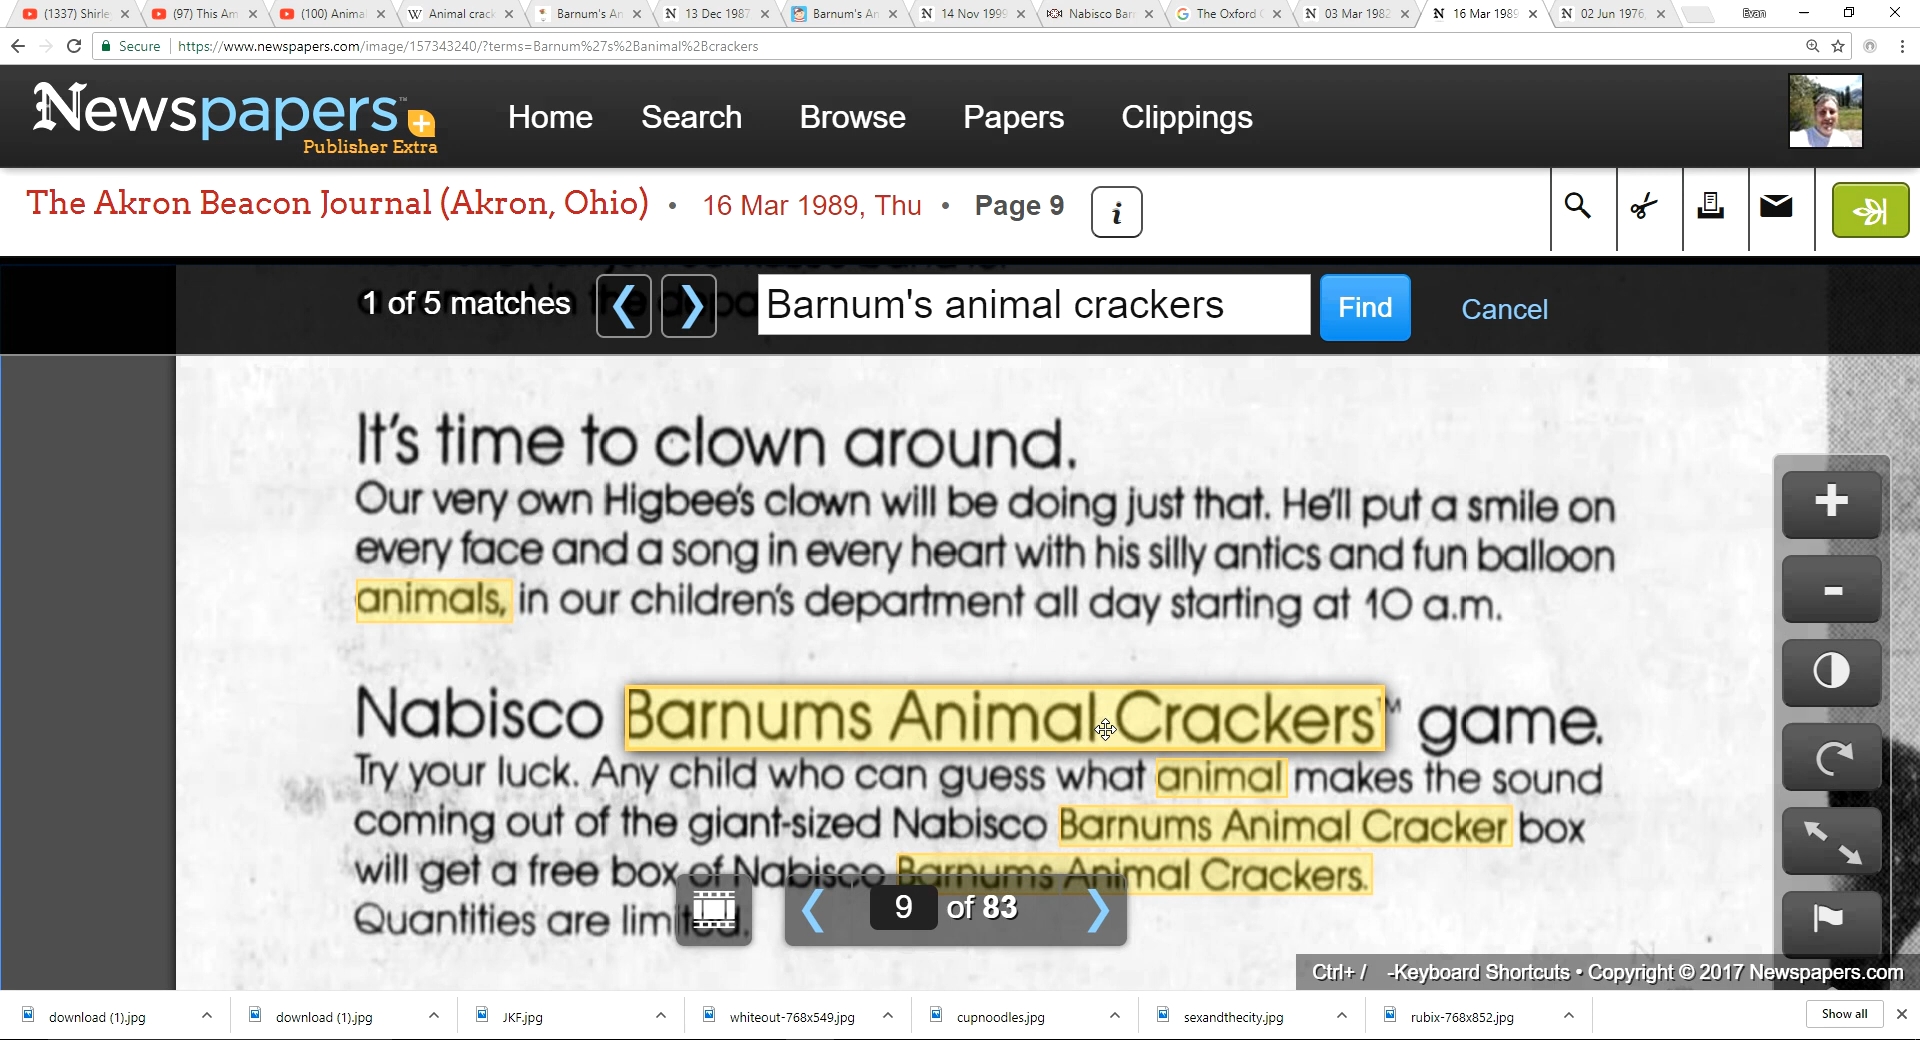 (1337) Shirle
(97) This Am
(100) Anima
Animal crack
Barnum's An
13 Dec 1987
Barnum's An
14 Nov 1999
Nabisco Bar
The Oxford
03 Mar 1982
16 Mar 1989
02 Jun 1976,
Evan
Secure
https://www.newspapers.com/image/157343240/?terms=Barnum%27s%2Banimal%2Bcrackers
Newspapers™
Publisher Extra
Home Search Browse Papers Clippings
The Akron Beacon Journal (Akron, Ohio) • 16 Mar 1989, Thu • Page 9
1 of 5 matches
Barnum's animal crackers
Find
Cancel
It's time to clown around.
Our very own Higbee's clown will be doing just that. He'll put a smile on
every face and a song in every heart with his silly antics and fun balloon
animals, in our children's department all day starting at 10 a.m.
Nabisco Barnums Animal Crackers™ game.
Try your luck. Any child who can guess what animal makes the sound
coming out of the giant-sized Nabisco Barnums Animal Cracker box
will get a free box of Nabisco Barnums Animal Crackers.
Quantities are limited.
9 of 83
Ctrl+ / -Keyboard Shortcuts • Copyright © 2017 Newspapers.com
download (1).jpg
download (1).jpg
JKF.jpg
whiteout-768x549.jpg
cupnoodles.jpg
sexandthecity.jpg
rubix-768x852.jpg
Show all